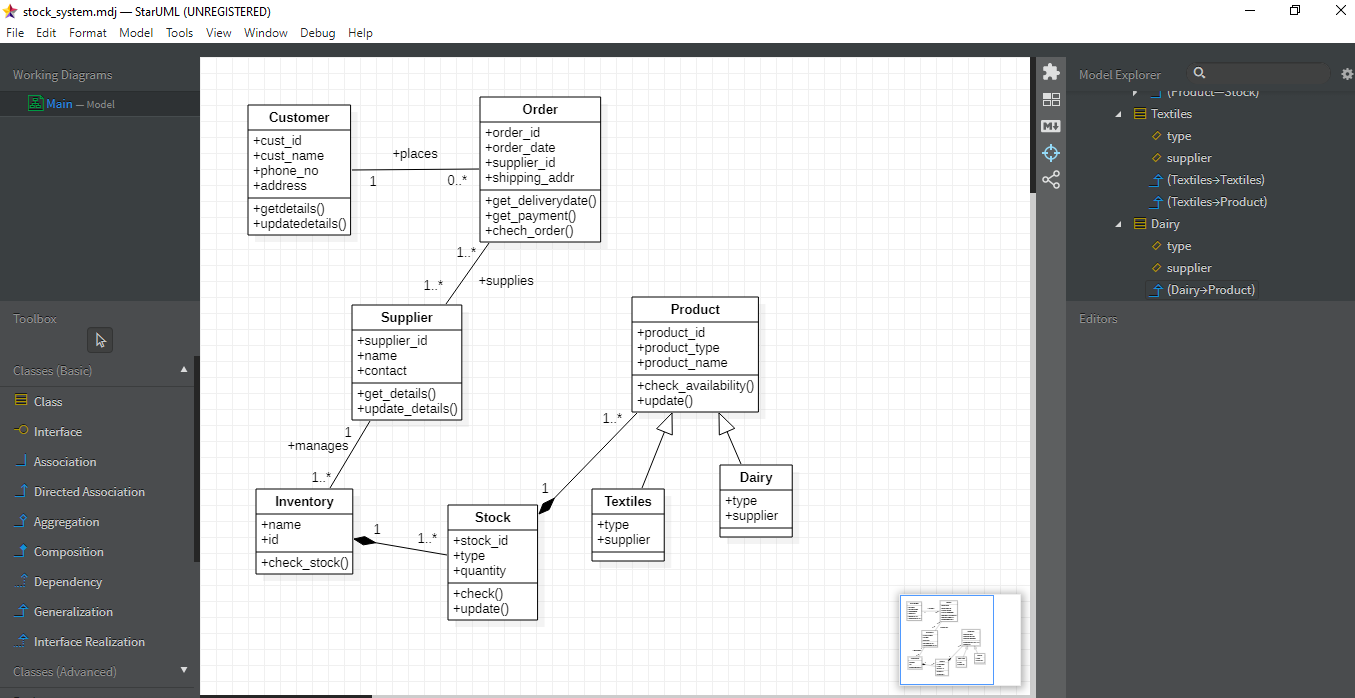 stock_system.mdj — StarUML (UNREGISTERED)
File Edit Format Model Tools View Window Debug Help
Working Diagrams
Main — Model
Toolbox
Classes (Basic)
Class
Interface
Association
Directed Association
Aggregation
Composition
Dependency
Generalization
Interface Realization
Classes (Advanced)
Customer
+cust_id
+cust_name
+phone_no
+address
+getdetails()
+updatedetails()
+places
1
0..*
Order
+order_id
+order_date
+supplier_id
+shipping_addr
+get_deliverydate()
+get_payment()
+chech_order()
1..*
1..*
+supplies
Supplier
+supplier_id
+name
+contact
+get_details()
+update_details()
1
+manages
1..*
Inventory
+name
+id
+check_stock()
1
1..*
Stock
+stock_id
+type
+quantity
+check()
+update()
1
1..*
Product
+product_id
+product_type
+product_name
+check_availability()
+update()
Textiles
+type
+supplier
Dairy
+type
+supplier
M↓
Model Explorer
(Product—Stock)
Textiles
type
supplier
(Textiles→Textiles)
(Textiles→Product)
Dairy
type
supplier
(Dairy→Product)
Editors